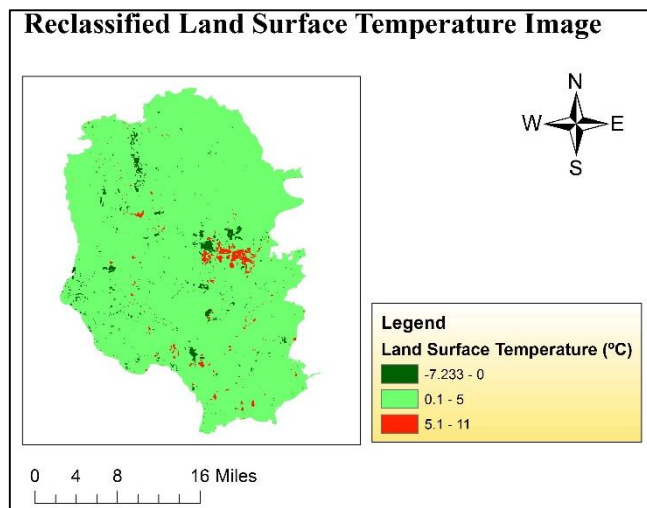 Reclassified Land Surface Temperature Image
N
W E
S
Legend
Land Surface Temperature (ºC)
-7.233 - 0
0.1 - 5
5.1 - 11
0 4 8 16 Miles